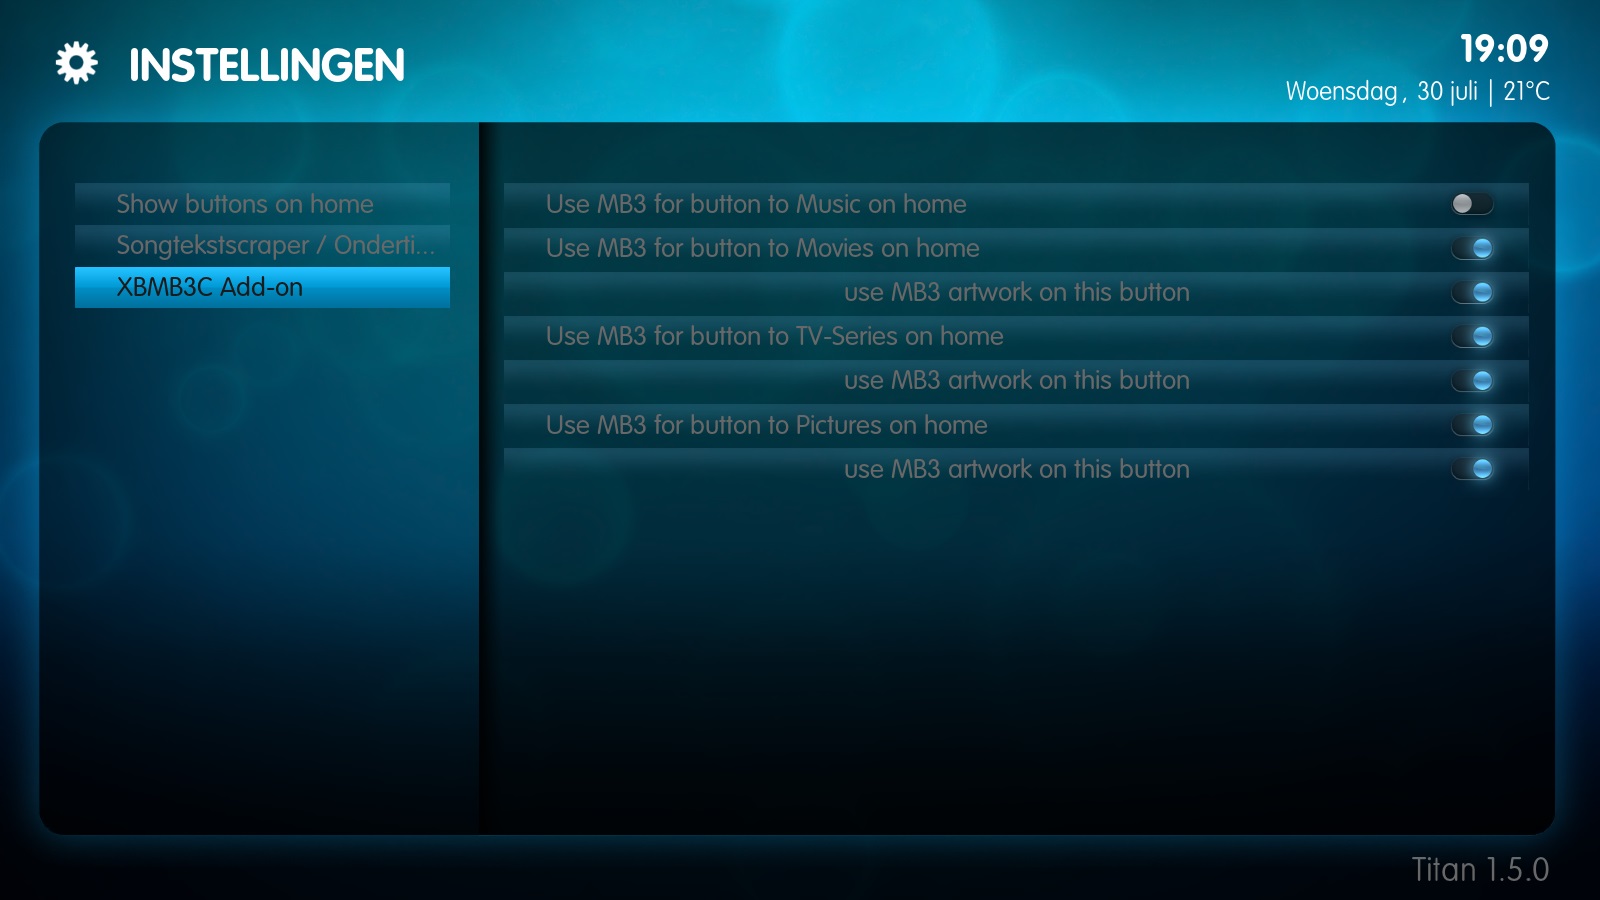 INSTELLINGEN
19:09
Woensdag , 30 juli | 21°C
Show buttons on home
Songtekstscraper / Onderti...
XBMB3C Add-on
Use MB3 for button to Music on home
Use MB3 for button to Movies on home
use MB3 artwork on this button
Use MB3 for button to TV-Series on home
use MB3 artwork on this button
Use MB3 for button to Pictures on home
use MB3 artwork on this button
Titan 1.5.0